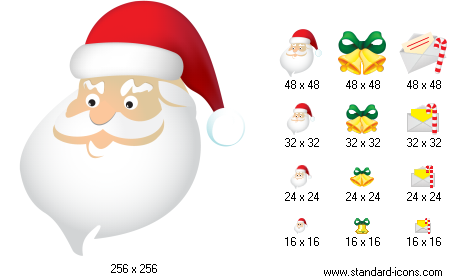 48 x 48 48 x 48 48 x 48
32 x 32 32 x 32 32 x 32
24 x 24 24 x 24 24 x 24
16 x 16 16 x 16 16 x 16
256 x 256
www.standard-icons.com